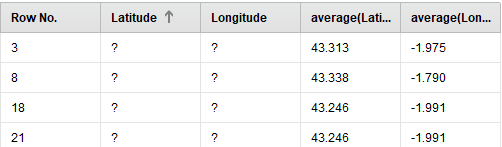 Row No. Latitude ↑ Longitude average(Lati... average(Lon...
3 ? ? 43.313 -1.975
8 ? ? 43.338 -1.790
18 ? ? 43.246 -1.991
21 ? ? 43.246 -1.991